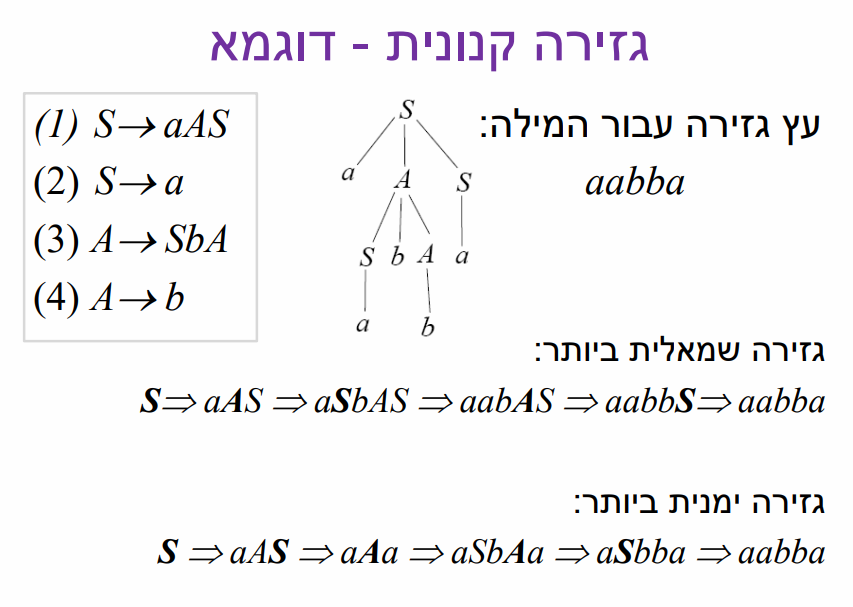 גזירה קנונית - דוגמא
עץ גזירה עבור המילה:
aabba
(1) S→aAS
(2) S→a
(3) A→SbA
(4) A→b
S
a A S
S b A a
a b
גזירה שמאלית ביותר:
S⇒ aAS ⇒ aSbAS ⇒ aabAS ⇒ aabbS⇒ aabba
גזירה ימנית ביותר:
S ⇒ aAS ⇒ aAa ⇒ aSbAa ⇒ aSbba ⇒ aabba